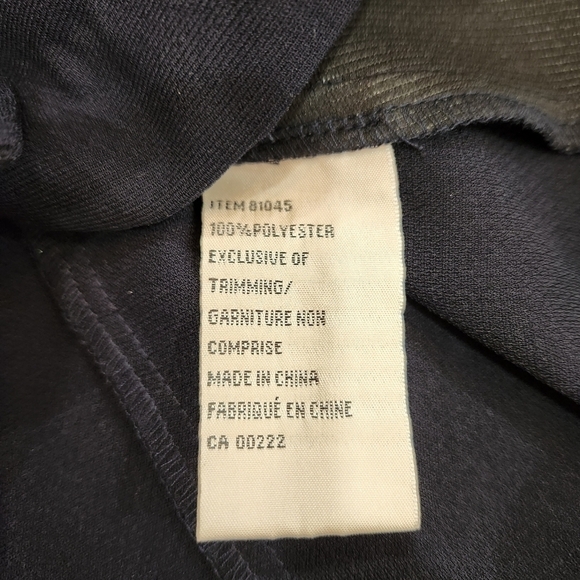 ITEM 81045
100%POLYESTER
EXCLUSIVE OF
TRIMMING/
GARNITURE NON
COMPRISE
MADE IN CHINA
FABRIQUÉ EN CHINE
CA 00222